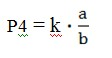 P4 = k · a/b